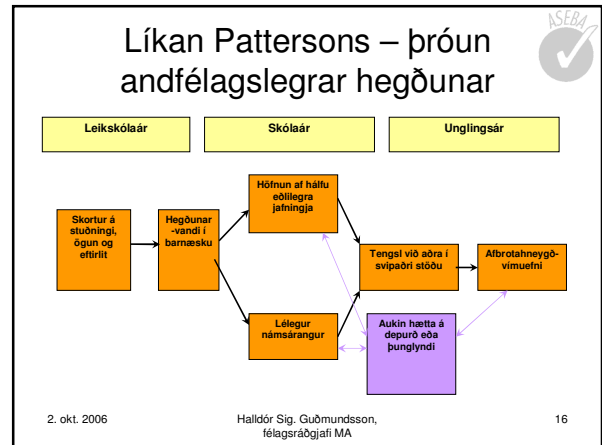 ASEBA
Líkan Pattersons – þróun
andfélagslegrar hegðunar
Leikskólaár
Skólaár
Unglingsár
Skortur á
stuðningi,
ögun og
eftirlit
Hegðunar
-vandi í
barnæsku
Höfnun af hálfu
eðlilegra
jafningja
Lélegur
námsárangur
Tengsl við aðra í
svipaðri stöðu
Afbrotahneygð-
vímuefni
Aukin hætta á
depurð eða
þunglyndi
2. okt. 2006
Halldór Sig. Guðmundsson,
félagsráðgjafi MA
16